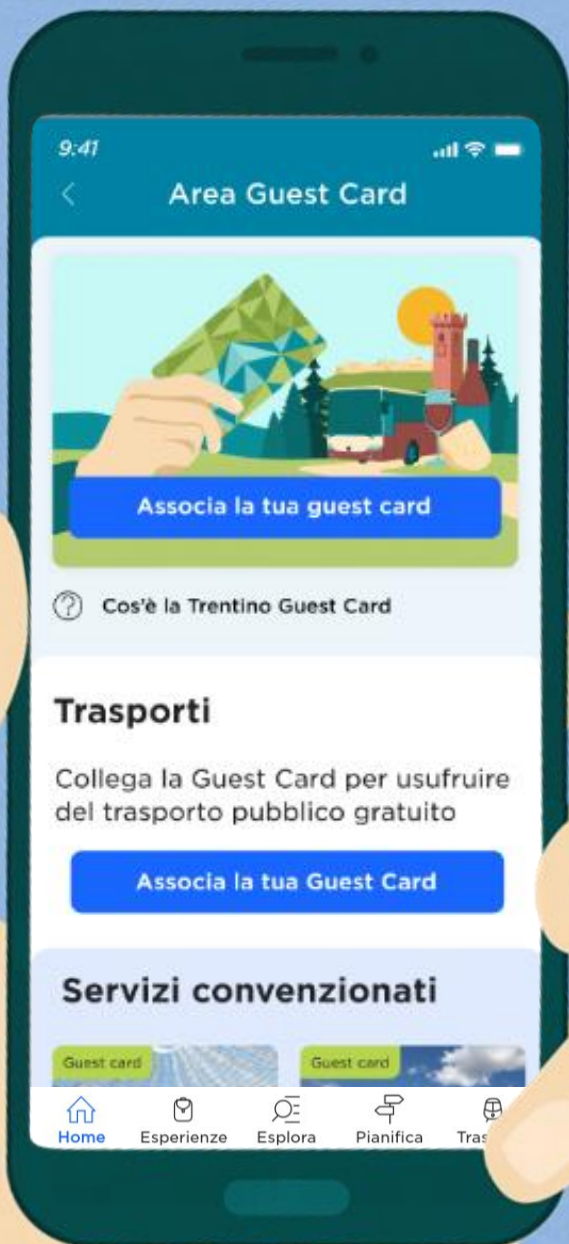 9:41
Area Guest Card
Associa la tua guest card
Cos'è la Trentino Guest Card
Trasporti
Collega la Guest Card per usufruire
del trasporto pubblico gratuito
Associa la tua Guest Card
Servizi convenzionati
Guest card Guest card
Home Esperienze Esplora Pianifica